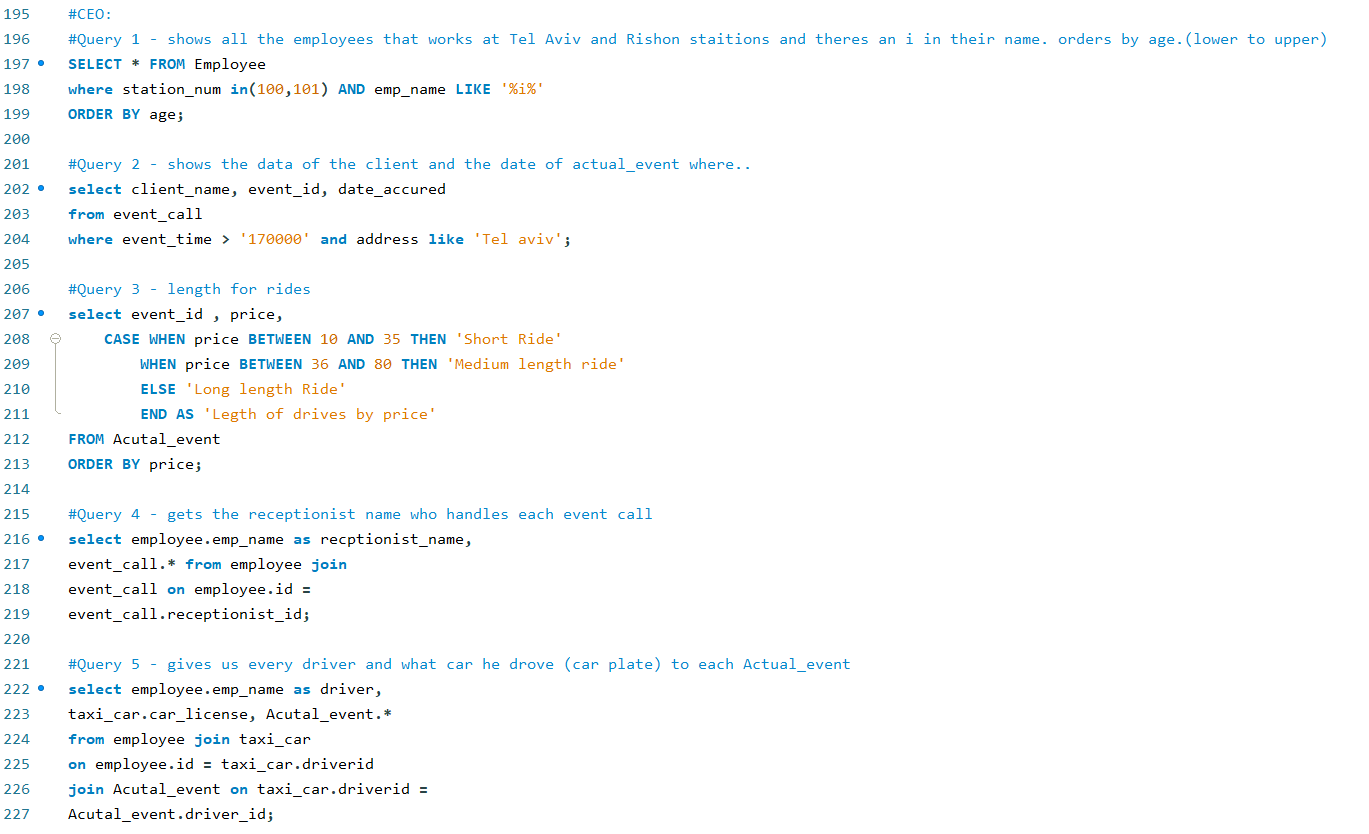 195 #CEO:
196 #Query 1 - shows all the employees that works at Tel Aviv and Rishon staitions and theres an i in their name. orders by age.(lower to upper)
197 SELECT * FROM Employee
198 where station_num in(100,101) AND emp_name LIKE '%i%'
199 ORDER BY age;
200
201 #Query 2 - shows the data of the client and the date of actual_event where..
202 select client_name, event_id, date_accured
203 from event_call
204 where event_time > '170000' and address like 'Tel aviv';
205
206 #Query 3 - length for rides
207 select event_id , price,
208 CASE WHEN price BETWEEN 10 AND 35 THEN 'Short Ride'
209 WHEN price BETWEEN 36 AND 80 THEN 'Medium length ride'
210 ELSE 'Long length Ride'
211 END AS 'Legth of drives by price'
212 FROM Acutal_event
213 ORDER BY price;
214
215 #Query 4 - gets the receptionist name who handles each event call
216 select employee.emp_name as recptionist_name,
217 event_call.* from employee join
218 event_call on employee.id =
219 event_call.receptionist_id;
220
221 #Query 5 - gives us every driver and what car he drove (car plate) to each Actual_event
222 select employee.emp_name as driver,
223 taxi_car.car_license, Acutal_event.*
224 from employee join taxi_car
225 on employee.id = taxi_car.driverid
226 join Acutal_event on taxi_car.driverid =
227 Acutal_event.driver_id;